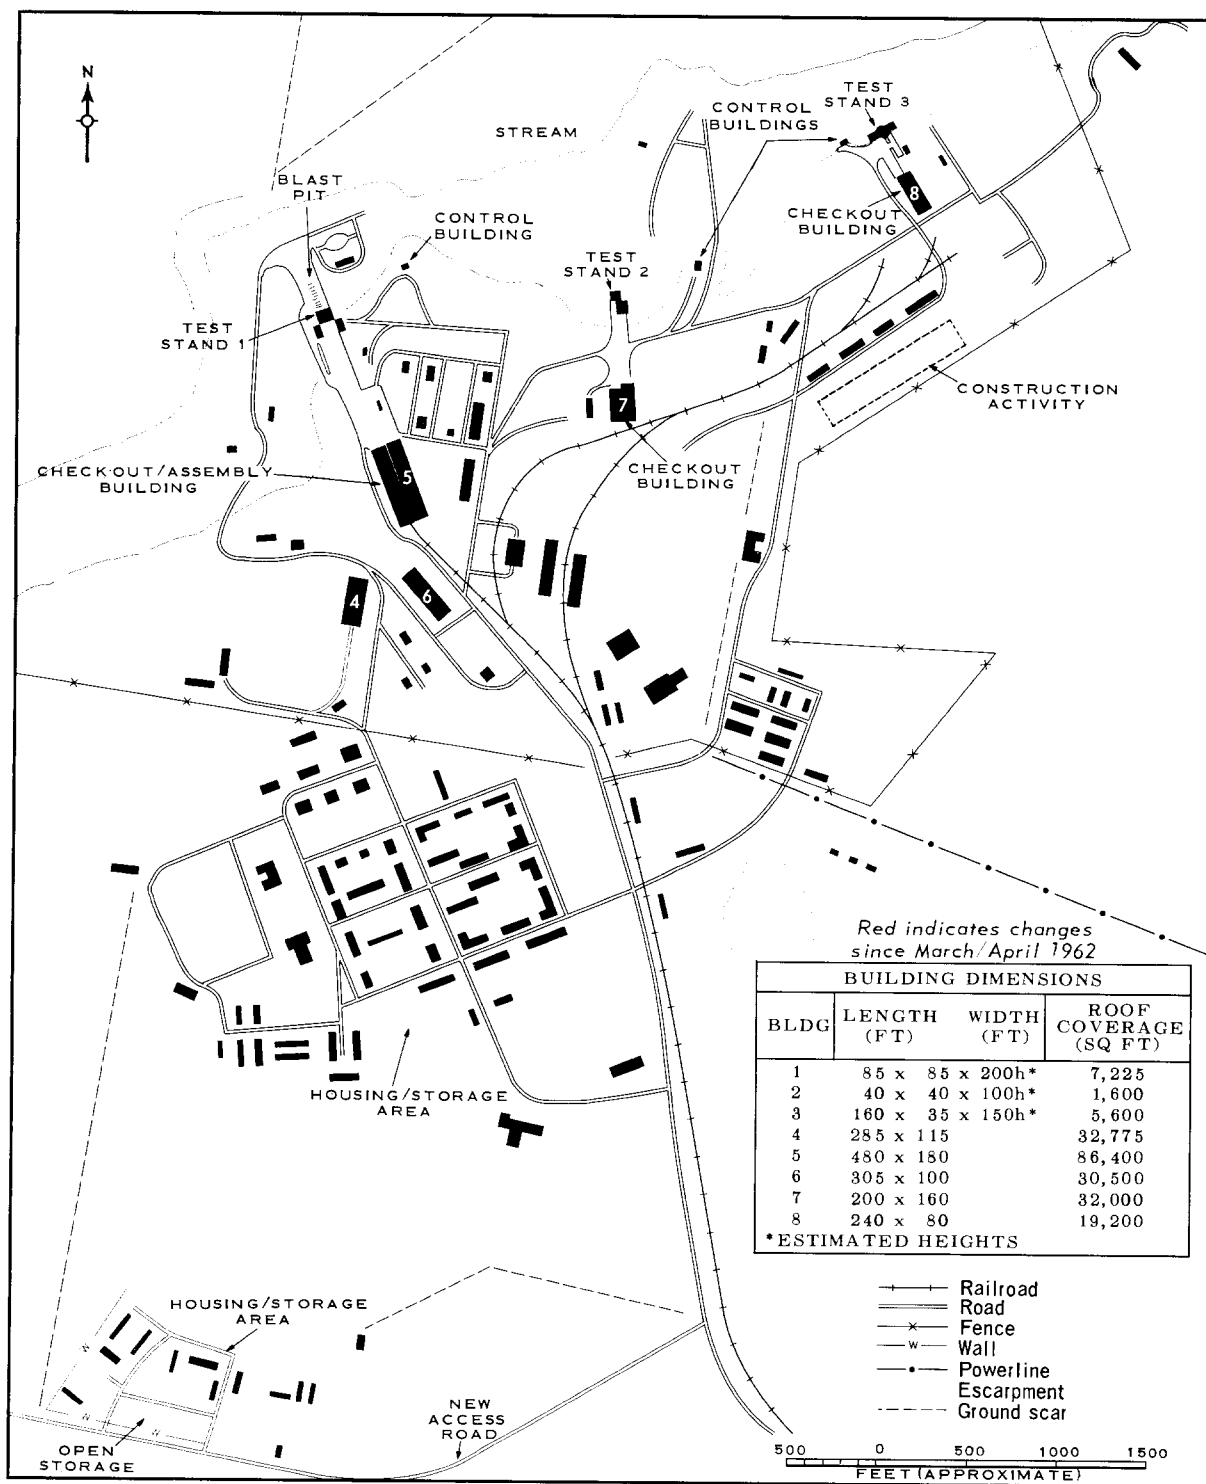 N
STREAM
CONTROL
BUILDINGS
TEST
STAND 3
BLAST
PIT
CONTROL
BUILDING
TEST
STAND 2
8
CHECKOUT
BUILDING
TEST
STAND 1
7
CONSTRUCTION
ACTIVITY
CHECKOUT/ASSEMBLY
BUILDING
5
CHECKOUT
BUILDING
4
6
HOUSING/STORAGE
AREA
Red indicates changes
since March/April 1962
BUILDING DIMENSIONS
BLDG LENGTH (FT) WIDTH (FT) ROOF COVERAGE (SQ FT)
1 85 x 85 x 200h* 7,225
2 40 x 40 x 100h* 1,600
3 160 x 35 x 150h* 5,600
4 285 x 115 32,775
5 480 x 180 86,400
6 305 x 100 30,500
7 200 x 160 32,000
8 240 x 80 19,200
*ESTIMATED HEIGHTS
Railroad
Road
Fence
W Wall
Powerline
Escarpment
Ground scar
HOUSING/STORAGE
AREA
W
W
W
OPEN
STORAGE
NEW
ACCESS
ROAD
500 0 500 1000 1500
FEET (APPROXIMATE)